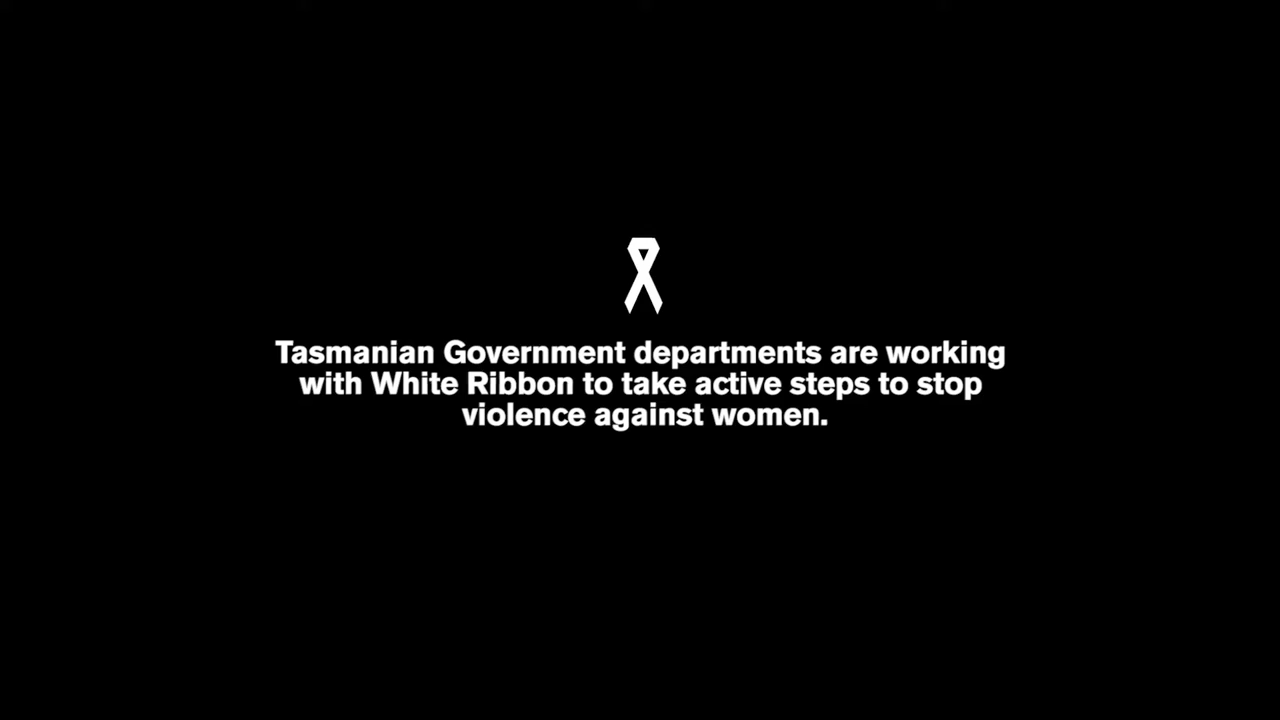 Tasmanian Government departments are working
with White Ribbon to take active steps to stop
violence against women.